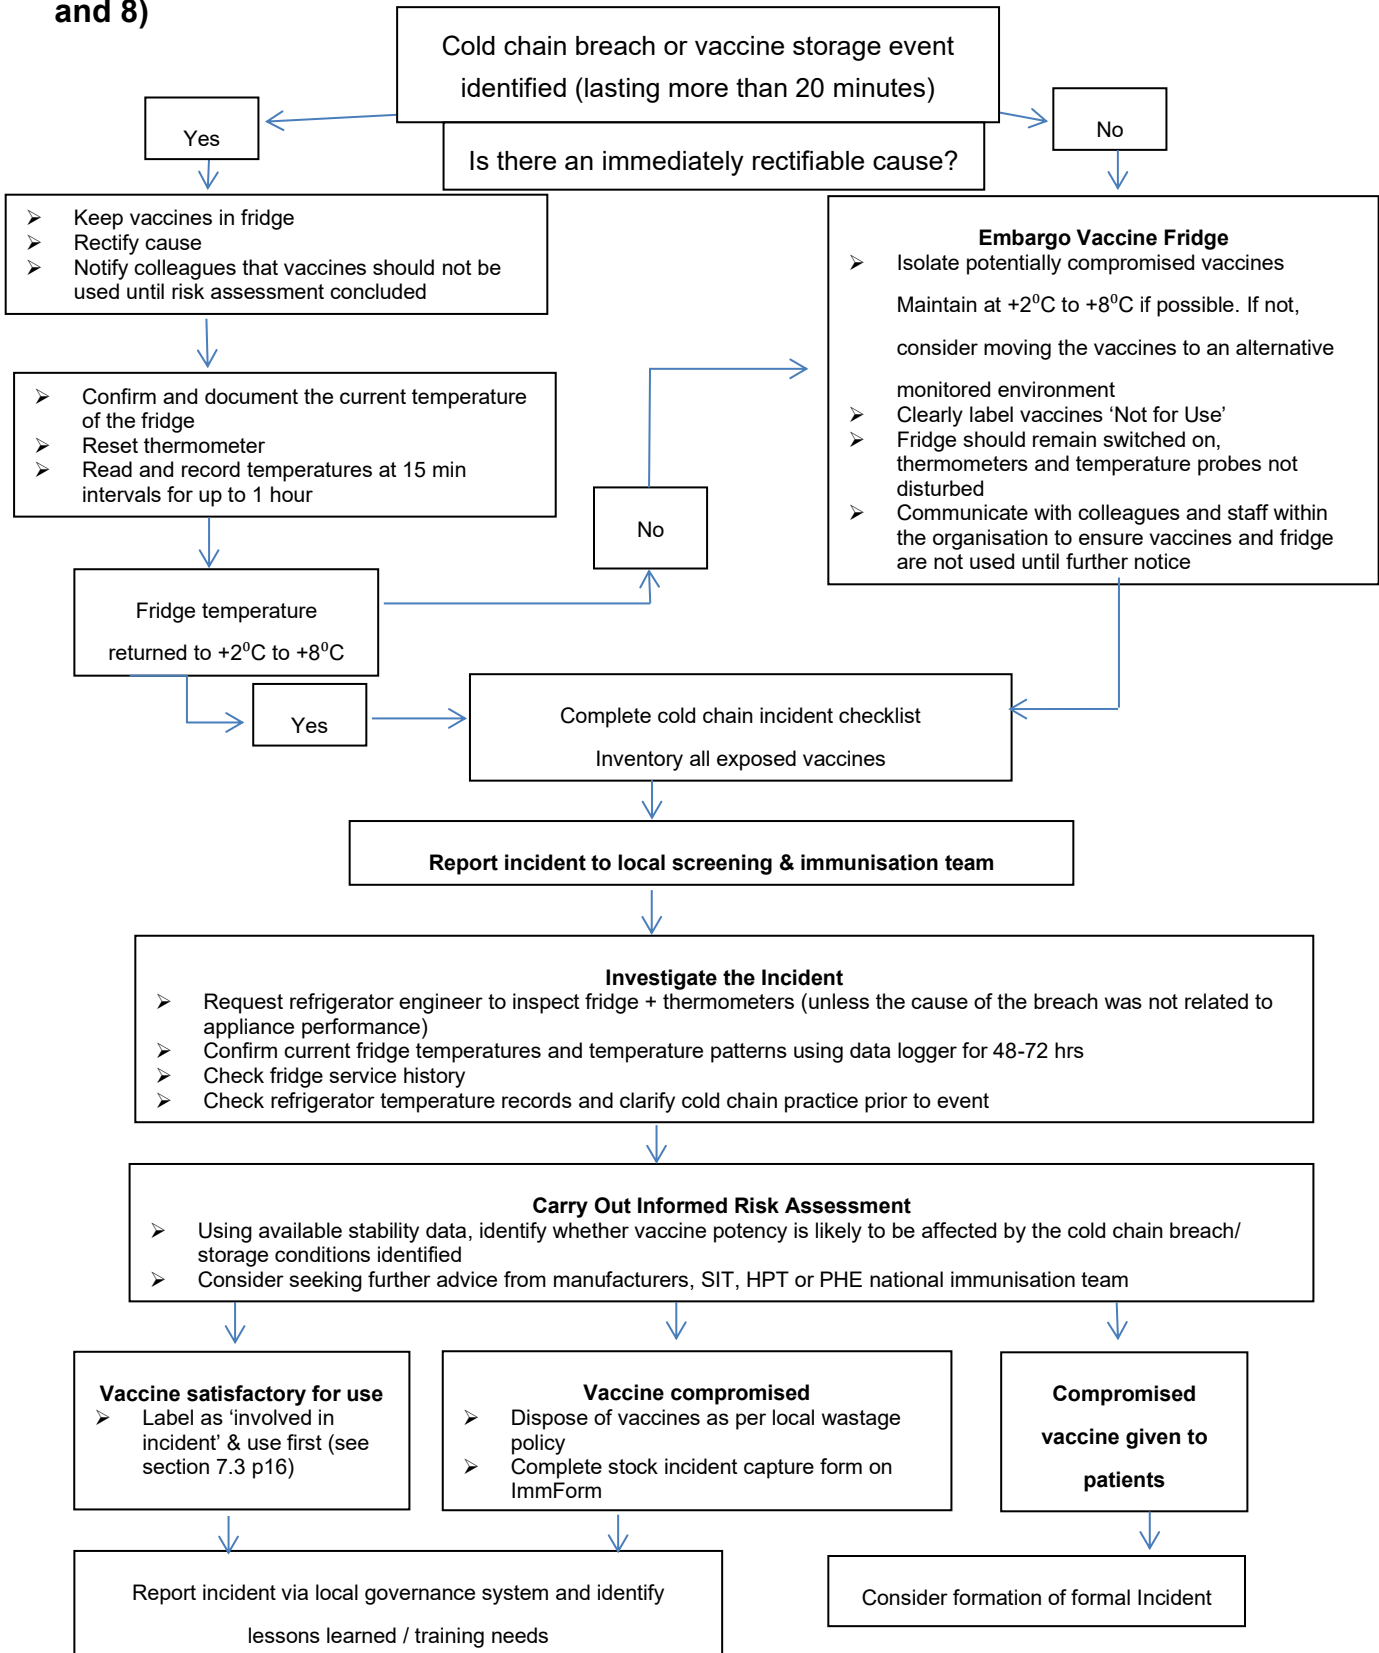 and 8)
Cold chain breach or vaccine storage event
identified (lasting more than 20 minutes)
Is there an immediately rectifiable cause?
Yes
No
➢ Keep vaccines in fridge
➢ Rectify cause
➢ Notify colleagues that vaccines should not be
used until risk assessment concluded
Embargo Vaccine Fridge
➢ Isolate potentially compromised vaccines
Maintain at +2⁰C to +8⁰C if possible. If not,
consider moving the vaccines to an alternative
monitored environment
➢ Clearly label vaccines ‘Not for Use’
➢ Fridge should remain switched on,
thermometers and temperature probes not
disturbed
➢ Communicate with colleagues and staff within
the organisation to ensure vaccines and fridge
are not used until further notice
➢ Confirm and document the current temperature
of the fridge
➢ Reset thermometer
➢ Read and record temperatures at 15 min
intervals for up to 1 hour
No
Fridge temperature
returned to +2⁰C to +8⁰C
Yes
Complete cold chain incident checklist
Inventory all exposed vaccines
Report incident to local screening & immunisation team
Investigate the Incident
➢ Request refrigerator engineer to inspect fridge + thermometers (unless the cause of the breach was not related to
appliance performance)
➢ Confirm current fridge temperatures and temperature patterns using data logger for 48-72 hrs
➢ Check fridge service history
➢ Check refrigerator temperature records and clarify cold chain practice prior to event
Carry Out Informed Risk Assessment
➢ Using available stability data, identify whether vaccine potency is likely to be affected by the cold chain breach/
storage conditions identified
➢ Consider seeking further advice from manufacturers, SIT, HPT or PHE national immunisation team
Vaccine satisfactory for use
➢ Label as ‘involved in
incident’ & use first (see
section 7.3 p16)
Vaccine compromised
➢ Dispose of vaccines as per local wastage
policy
➢ Complete stock incident capture form on
ImmForm
Compromised
vaccine given to
patients
Report incident via local governance system and identify
lessons learned / training needs
Consider formation of formal Incident